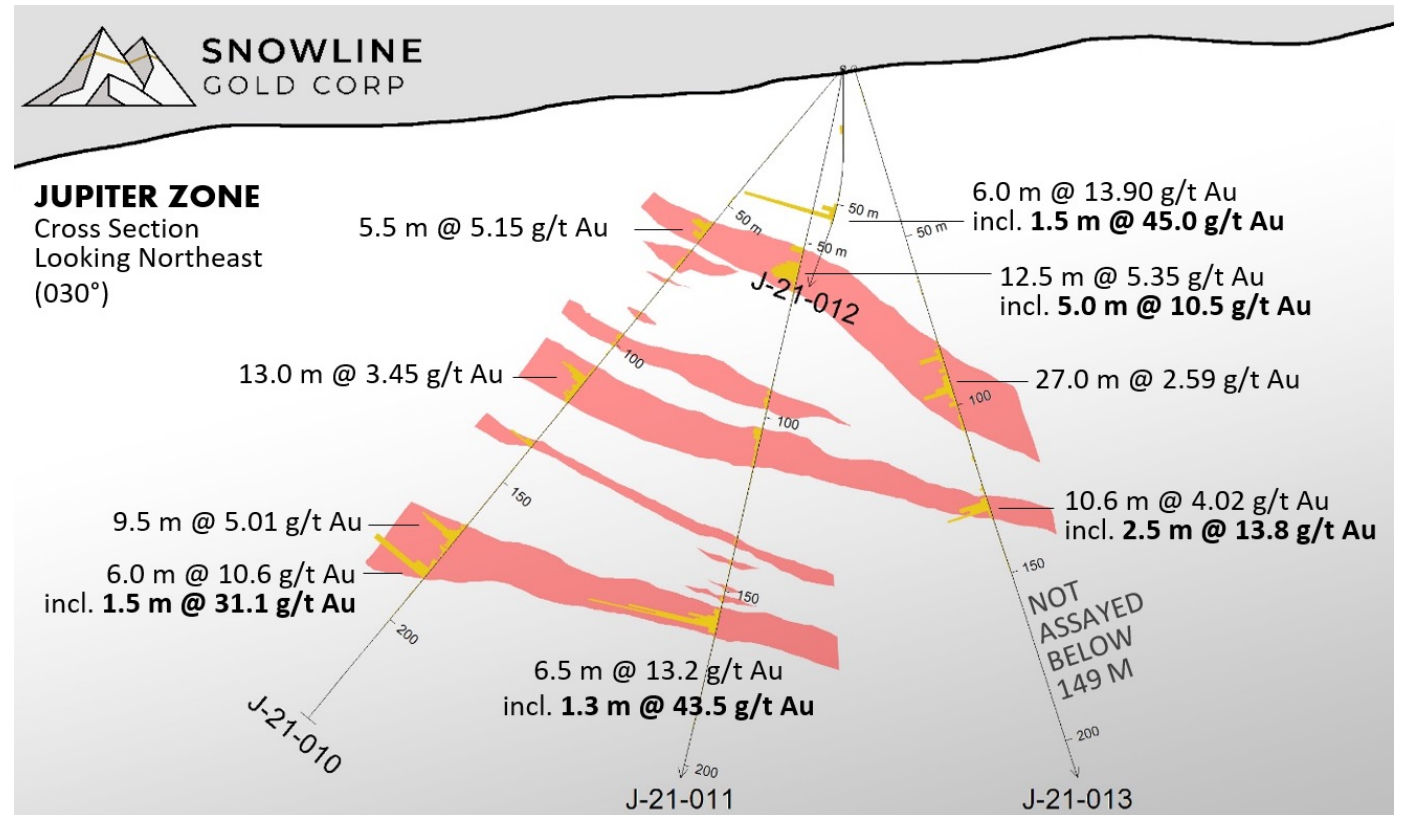 SNOWLINE
GOLD CORP
JUPITER ZONE
Cross Section
Looking Northeast
(030°)
5.5 m @ 5.15 g/t Au
13.0 m @ 3.45 g/t Au
9.5 m @ 5.01 g/t Au
6.0 m @ 10.6 g/t Au
incl. 1.5 m @ 31.1 g/t Au
50 m
100
150
200
J-21-010
50 m
J-21-012
50 m
100
150
200
J-21-011
6.5 m @ 13.2 g/t Au
incl. 1.3 m @ 43.5 g/t Au
6.0 m @ 13.90 g/t Au
incl. 1.5 m @ 45.0 g/t Au
12.5 m @ 5.35 g/t Au
incl. 5.0 m @ 10.5 g/t Au
27.0 m @ 2.59 g/t Au
10.6 m @ 4.02 g/t Au
incl. 2.5 m @ 13.8 g/t Au
50 m
100
150
NOT
ASSAYED
BELOW
149 M
200
J-21-013